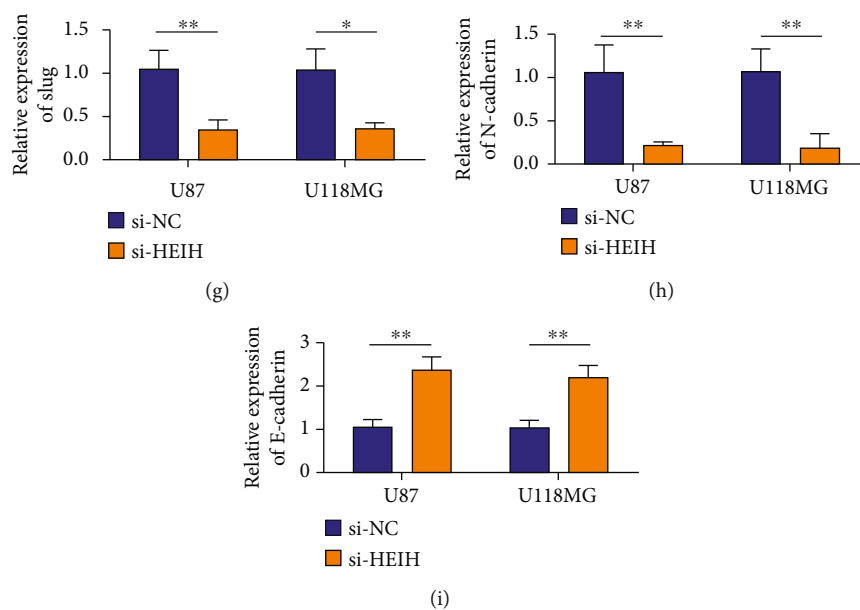 Relative expression
of slug
1.5
1.0
0.5
0.0
**
*
U87
U118MG
si-NC
si-HEIH
(g)
Relative expression
of N-cadherin
1.5
1.0
0.5
0.0
**
**
U87
U118MG
si-NC
si-HEIH
(h)
Relative expression
of E-cadherin
3
2
1
0
**
**
U87
U118MG
si-NC
si-HEIH
(i)